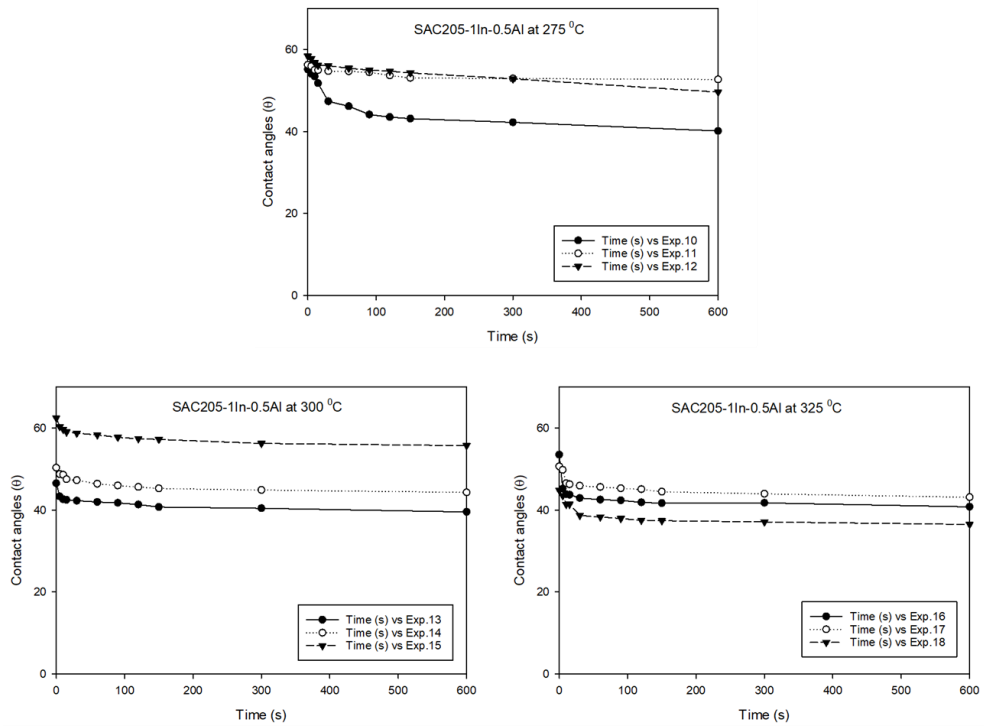 SAC205-1In-0.5Al at 275 ⁰C
60
40
20
0
Contact angles (θ)
Time (s) vs Exp.10
Time (s) vs Exp.11
Time (s) vs Exp.12
0 100 200 300 400 500 600
Time (s)
SAC205-1In-0.5Al at 300 ⁰C
60
40
20
0
Contact angles (θ)
Time (s) vs Exp.13
Time (s) vs Exp.14
Time (s) vs Exp.15
0 100 200 300 400 500 600
Time (s)
SAC205-1In-0.5Al at 325 ⁰C
60
40
20
0
Contact angles (θ)
Time (s) vs Exp.16
Time (s) vs Exp.17
Time (s) vs Exp.18
0 100 200 300 400 500 600
Time (s)